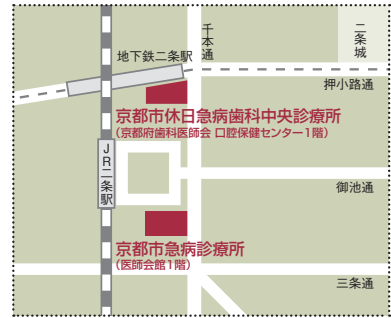 二条城
千本通
地下鉄二条駅
押小路通
京都市休日急病歯科中央診療所
(京都府歯科医師会 口腔保健センター1階)
JR二条駅
御池通
京都市急病診療所
(医師会館1階)
三条通